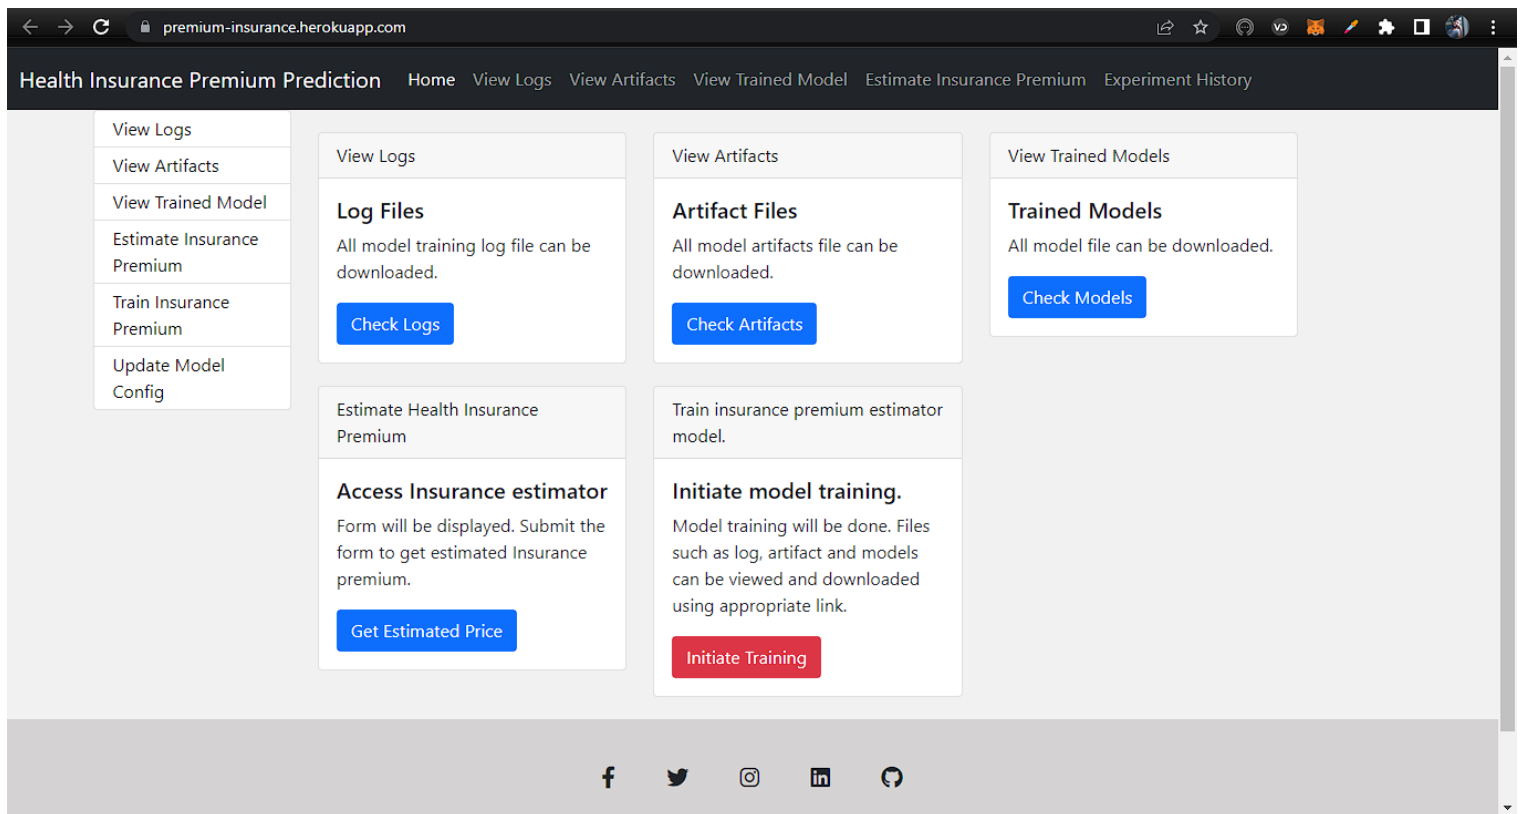 premium-insurance.herokuapp.com
Health Insurance Premium Prediction Home View Logs View Artifacts View Trained Model Estimate Insurance Premium Experiment History
View Logs
View Artifacts
View Trained Model
Estimate Insurance
Premium
Train Insurance
Premium
Update Model
Config
View Logs
Log Files
All model training log file can be
downloaded.
Check Logs
View Artifacts
Artifact Files
All model artifacts file can be
downloaded.
Check Artifacts
View Trained Models
Trained Models
All model file can be downloaded.
Check Models
Estimate Health Insurance
Premium
Access Insurance estimator
Form will be displayed. Submit the
form to get estimated Insurance
premium.
Get Estimated Price
Train insurance premium estimator
model.
Initiate model training.
Model training will be done. Files
such as log, artifact and models
can be viewed and downloaded
using appropriate link.
Initiate Training